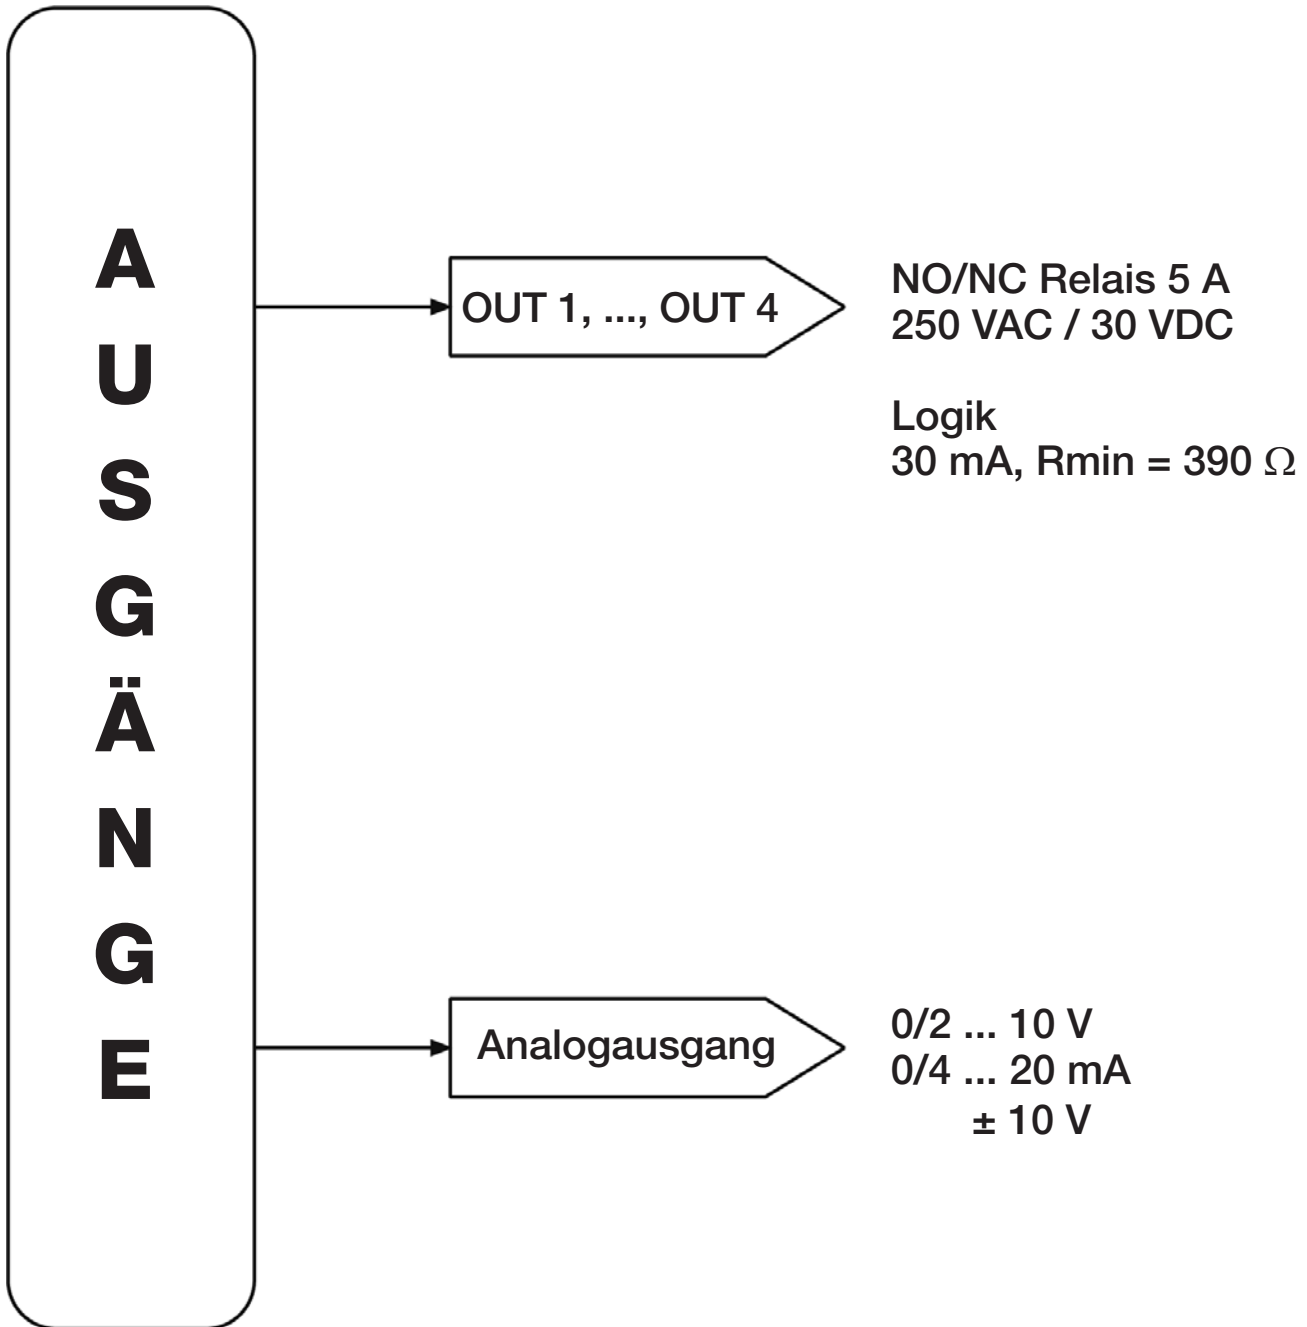 AUSGÄNGE
OUT 1, ..., OUT 4
NO/NC Relais 5 A
250 VAC / 30 VDC
Logik
30 mA, Rmin = 390 Ω
Analogausgang
0/2 ... 10 V
0/4 ... 20 mA
± 10 V